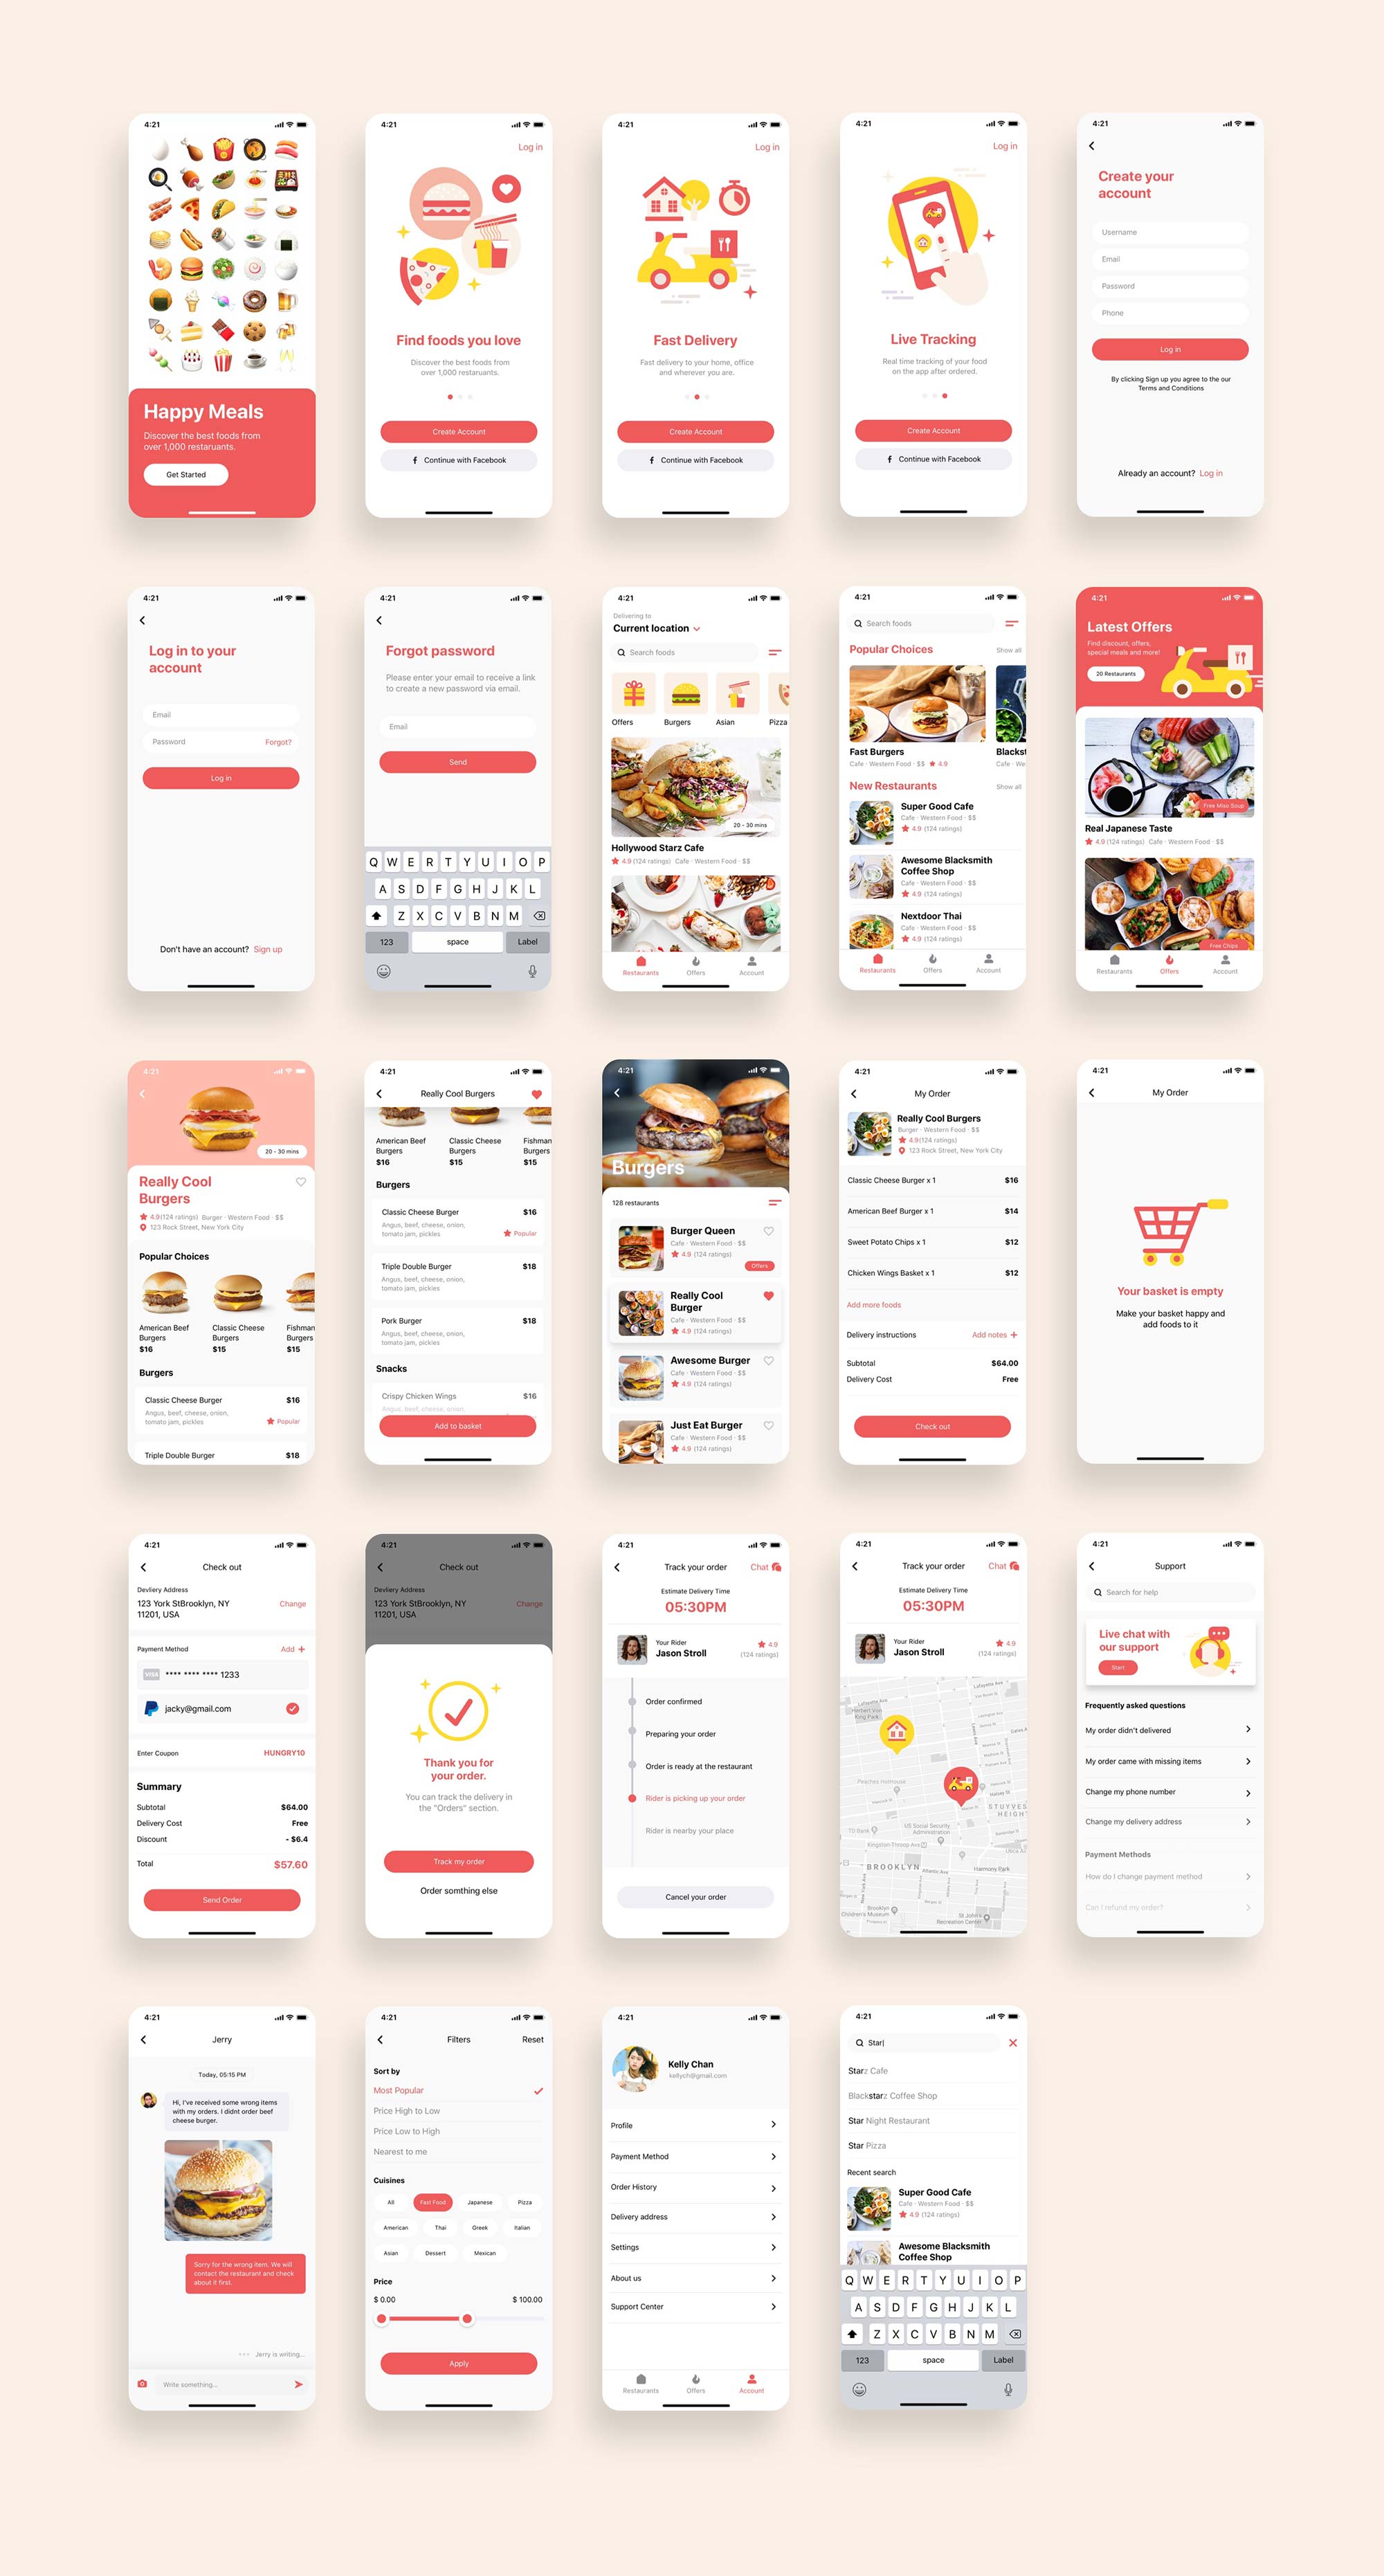 4:21
Happy Meals
Discover the best foods from
over 1,000 restaruants.
Get Started
4:21
Log in
Find foods you love
Discover the best foods from
over 1,000 restaruants.
Create Account
f Continue with Facebook
4:21
Log in
Fast Delivery
Fast delivery to your home, office
and wherever you are.
Create Account
f Continue with Facebook
4:21
Log in
Live Tracking
Real time tracking of your food
on the app after ordered.
Create Account
f Continue with Facebook
4:21
Create your
account
Username
Email
Password
Phone
Log in
By clicking Sign up you agree to the our
Terms and Conditions
Already an account? Log in
4:21
Log in to your
account
Email
Password Forgot?
Log in
Don't have an account? Sign up
4:21
Forgot password
Please enter your email to receive a link
to create a new password via email.
Email
Send
Q W E R T Y U I O P
A S D F G H J K L
Z X C V B N M
123 space Label
4:21
Delivering to
Current location
Search foods
Offers Burgers Asian Pizza
20 - 30 mins
Hollywood Starz Cafe
4.9 (124 ratings) Cafe · Western Food · $$
Restaurants Offers Account
4:21
Search foods
Popular Choices Show all
Fast Burgers Blackst
Cafe · Western Food · $$ 4.9 Cafe · We
New Restaurants Show all
Super Good Cafe
Cafe · Western Food · $$
4.9 (124 ratings)
Awesome Blacksmith
Coffee Shop
Cafe · Western Food · $$
4.9 (124 ratings)
Nextdoor Thai
Cafe · Western Food · $$
4.9 (124 ratings)
Restaurants Offers Account
4:21
Latest Offers
Find discount, offers,
special meals and more!
20 Restaurants
Free Miso Soup
Real Japanese Taste
4.9 (124 ratings) Cafe · Western Food · $$
Free Chips
Restaurants Offers Account
4:21
20 - 30 mins
Really Cool
Burgers
4.9(124 ratings) Burger · Western Food · $$
123 Rock Street, New York City
Popular Choices
American Beef Classic Cheese Fishman
Burgers Burgers Burgers
$16 $15 $15
Burgers
Classic Cheese Burger $16
Angus, beef, cheese, onion,
tomato jam, pickles Popular
Triple Double Burger $18
4:21
Really Cool Burgers
American Beef Classic Cheese Fishman
Burgers Burgers Burgers
$16 $15 $15
Burgers
Classic Cheese Burger $16
Angus, beef, cheese, onion,
tomato jam, pickles Popular
Triple Double Burger $18
Angus, beef, cheese, onion,
tomato jam, pickles
Pork Burger $18
Angus, beef, cheese, onion,
tomato jam, pickles
Snacks
Crispy Chicken Wings $16
Angus, beef, cheese, onion,
Add to basket
4:21
Burgers
128 restaurants
Burger Queen
Cafe · Western Food · $$
4.9 (124 ratings)
Offers
Really Cool
Burger
Cafe · Western Food · $$
4.9 (124 ratings)
Awesome Burger
Cafe · Western Food · $$
4.9 (124 ratings)
Just Eat Burger
Cafe · Western Food · $$
4.9 (124 ratings)
4:21
My Order
Really Cool Burgers
Burger · Western Food · $$
4.9(124 ratings)
123 Rock Street, New York City
Classic Cheese Burger x 1 $16
American Beef Burger x 1 $14
Sweet Potato Chips x 1 $12
Chicken Wings Basket x 1 $12
Add more foods
Delivery instructions Add notes +
Subtotal $64.00
Delivery Cost Free
Check out
4:21
My Order
Your basket is empty
Make your basket happy and
add foods to it
4:21
Check out
Devliery Address
123 York StBrooklyn, NY
11201, USA
Change
Payment Method Add +
VISA **** **** **** 1233
jacky@gmail.com
Enter Coupon HUNGRY10
Summary
Subtotal $64.00
Delivery Cost Free
Discount - $6.4
Total $57.60
Send Order
4:21
Check out
Devliery Address
123 York StBrooklyn, NY
11201, USA
Change
Thank you for
your order.
You can track the delivery in
the "Orders" section.
Track my order
Order somthing else
4:21
Track your order Chat
Estimate Delivery Time
05:30PM
Your Rider
Jason Stroll
4.9
(124 ratings)
Order confirmed
Preparing your order
Order is ready at the restaurant
Rider is picking up your order
Rider is nearby your place
Cancel your order
4:21
Track your order Chat
Estimate Delivery Time
05:30PM
Your Rider
Jason Stroll
4.9
(124 ratings)
Lafayette Ave
Herbert Von
King Park
Peaches HotHouse
STUYVES
HEIGH
US Social Security
Administration
TD Bank
Kingston-Throop Ave
BROOKLYN
Atlantic Ave
Harmony Park
Brooklyn
Children's Museum
St John's
Recreation Center
4:21
Support
Search for help
Live chat with
our support
Start
Frequently asked questions
My order didn't delivered
My order came with missing items
Change my phone number
Change my delivery address
Payment Methods
How do I change payment method
Can I refund my order?
4:21
Jerry
Today, 05:15 PM
Hi, I've received some wrong items
with my orders. I didnt order beef
cheese burger.
Sorry for the wrong item. We will
contact the restaurant and check
about it first.
Jerry is writing...
Write something...
4:21
Filters Reset
Sort by
Most Popular
Price High to Low
Price Low to High
Nearest to me
Cuisines
All Fast Food Japanese Pizza
American Thai Greek Italian
Asian Dessert Mexican
Price
$ 0.00 $ 100.00
Apply
4:21
Kelly Chan
kellych@gmail.com
Profile
Payment Method
Order History
Delivery address
Settings
About us
Support Center
Restaurants Offers Account
4:21
Star
Starz Cafe
Blackstarz Coffee Shop
Star Night Restaurant
Star Pizza
Recent search
Super Good Cafe
Cafe · Western Food · $$
4.9 (124 ratings)
Awesome Blacksmith
Coffee Shop
Q W E R T Y U I O P
A S D F G H J K L
Z X C V B N M
123 space Label